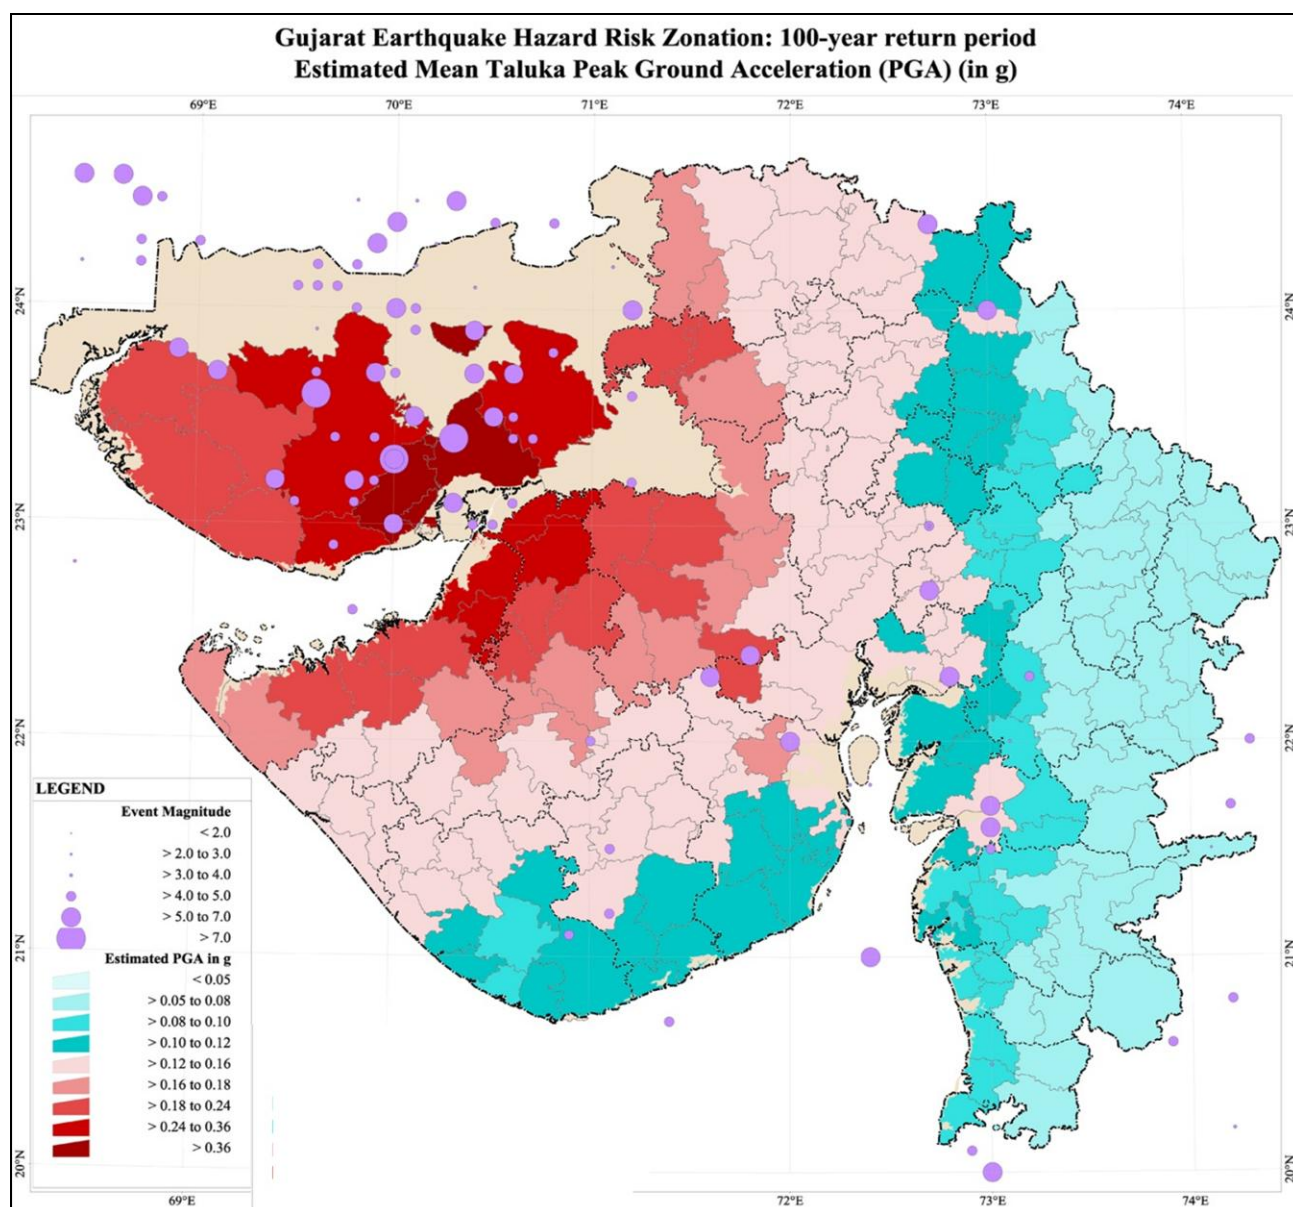 Gujarat Earthquake Hazard Risk Zonation: 100-year return period
Estimated Mean Taluka Peak Ground Acceleration (PGA) (in g)
69°E 70°E 71°E 72°E 73°E 74°E
24°N 24°N
23°N 23°N
22°N 22°N
LEGEND
Event Magnitude
< 2.0
> 2.0 to 3.0
> 3.0 to 4.0
> 4.0 to 5.0
> 5.0 to 7.0
> 7.0
21°N 21°N
Estimated PGA in g
< 0.05
> 0.05 to 0.08
> 0.08 to 0.10
> 0.10 to 0.12
> 0.12 to 0.16
> 0.16 to 0.18
> 0.18 to 0.24
> 0.24 to 0.36
> 0.36
20°N 20°N
69°E 72°E 73°E 74°E